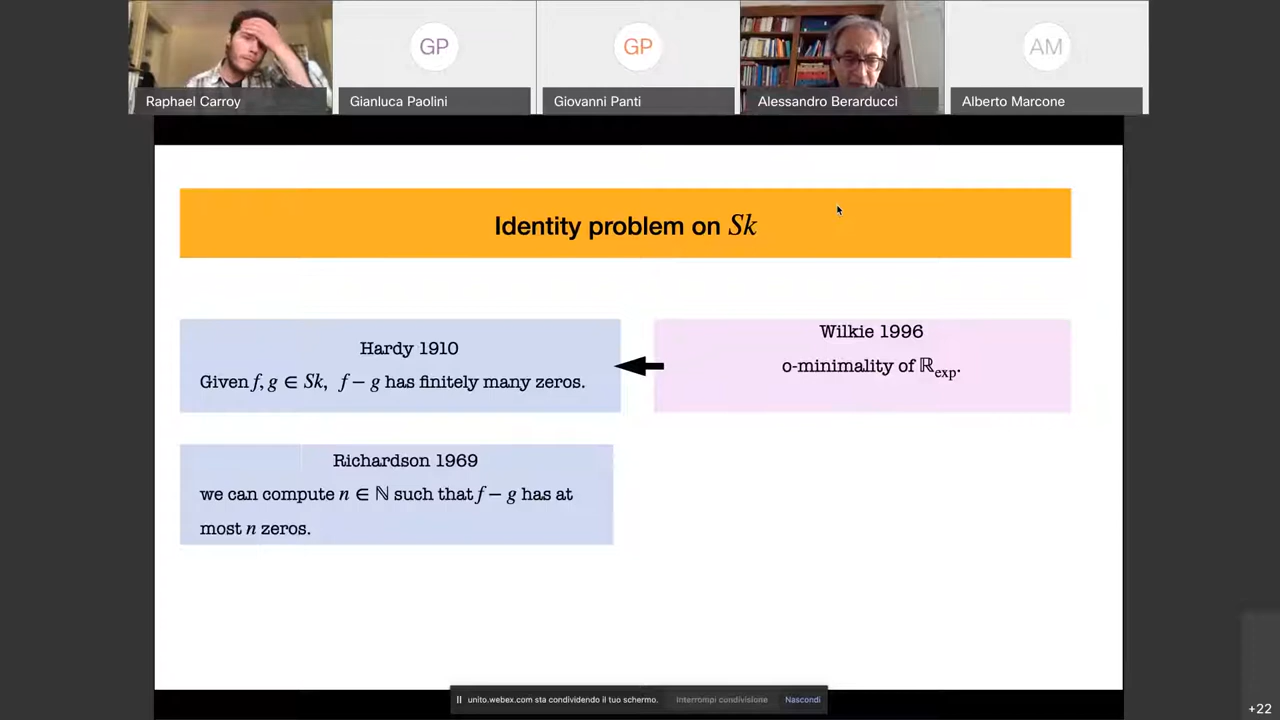 GP
GP
AM
Raphael Carroy
Gianluca Paolini
Giovanni Panti
Alessandro Berarducci
Alberto Marcone
Identity problem on Sk
Hardy 1910
Given f, g ∈ Sk, f − g has finitely many zeros.
Wilkie 1996
o-minimality of ℝexp.
Richardson 1969
we can compute n ∈ ℕ such that f − g has at
most n zeros.
unito.webex.com sta condividendo il tuo schermo.
Interrompi condivisione
Nascondi
+22